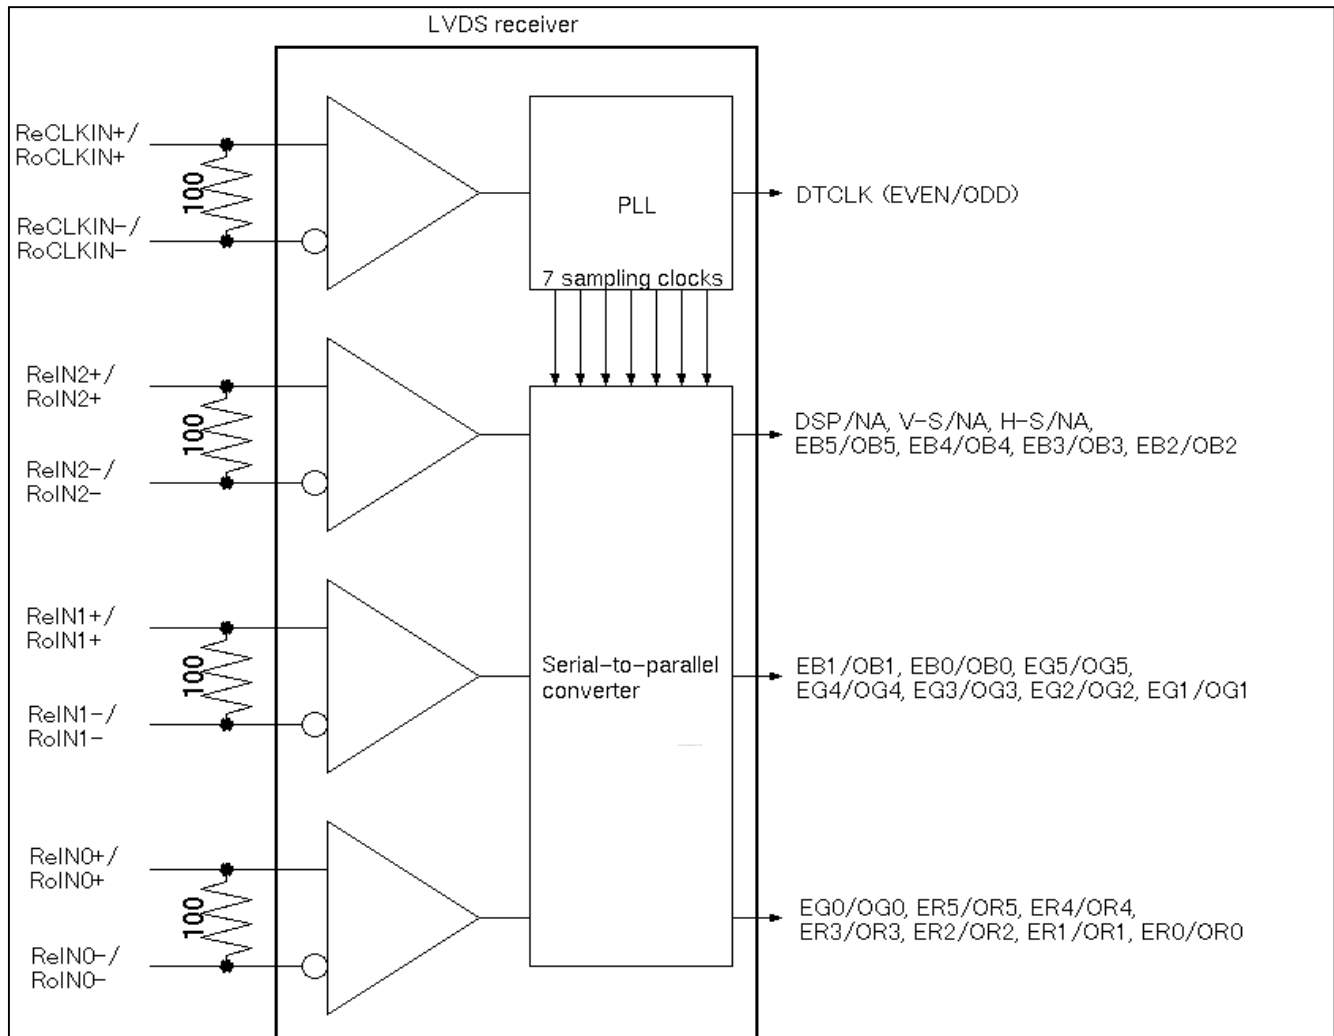 LVDS receiver
ReCLKIN+/
RoCLKIN+
100
ReCLKIN-/
RoCLKIN-
PLL
7 sampling clocks
DTCLK (EVEN/ODD)
ReIN2+/
RoIN2+
100
ReIN2-/
RoIN2-
DSP/NA, V-S/NA, H-S/NA,
EB5/OB5, EB4/OB4, EB3/OB3, EB2/OB2
ReIN1+/
RoIN1+
100
ReIN1-/
RoIN1-
Serial-to-parallel
converter
EB1/OB1, EB0/OB0, EG5/OG5,
EG4/OG4, EG3/OG3, EG2/OG2, EG1/OG1
ReIN0+/
RoIN0+
100
ReIN0-/
RoIN0-
EG0/OG0, ER5/OR5, ER4/OR4,
ER3/OR3, ER2/OR2, ER1/OR1, ER0/OR0